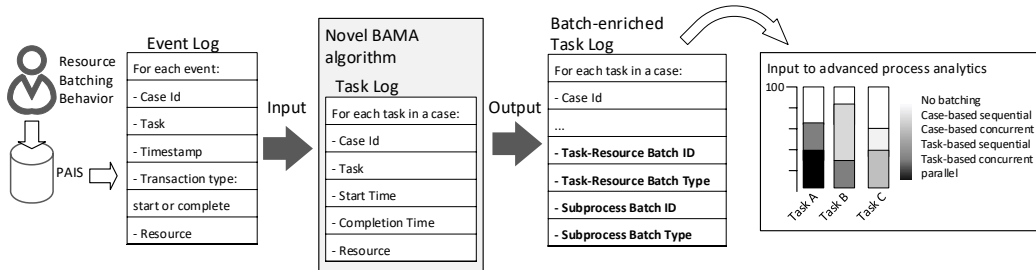 Resource
Batching
Behavior
PAIS
Event Log
For each event:
- Case Id
- Task
- Timestamp
- Transaction type:
start or complete
- Resource
Input
Novel BAMA
algorithm
Task Log
For each task in a case:
- Case Id
- Task
- Start Time
- Completion Time
- Resource
Output
Batch-enriched
Task Log
For each task in a case:
- Case Id
...
- Task-Resource Batch ID
- Task-Resource Batch Type
- Subprocess Batch ID
- Subprocess Batch Type
Input to advanced process analytics
100
Task A
Task B
Task C
No batching
Case-based sequential
Case-based concurrent
Task-based sequential
Task-based concurrent
parallel